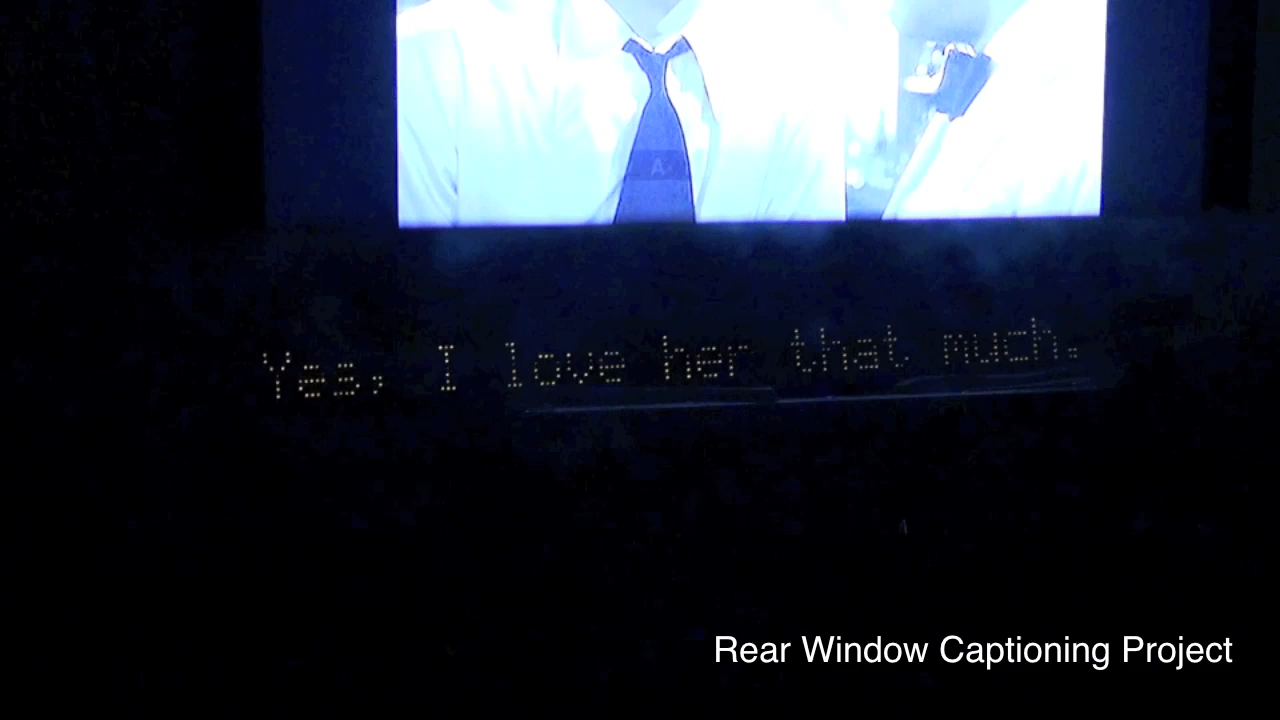 A
Yes, I love her that much.
Rear Window Captioning Project